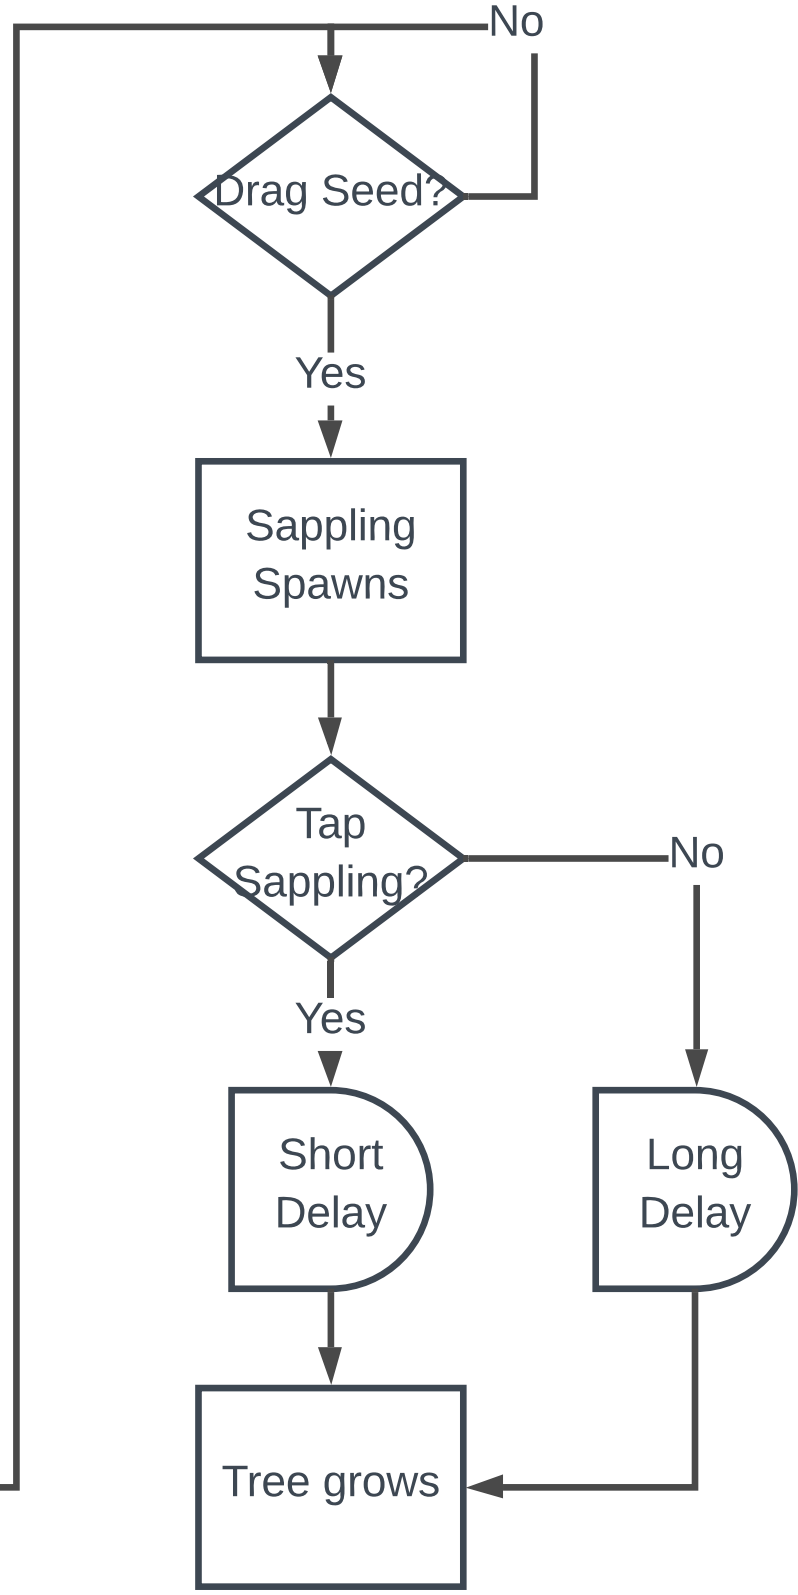 No
Drag Seed?
Yes
Sappling
Spawns
Tap
Sappling?
No
Yes
Short
Delay
Long
Delay
Tree grows